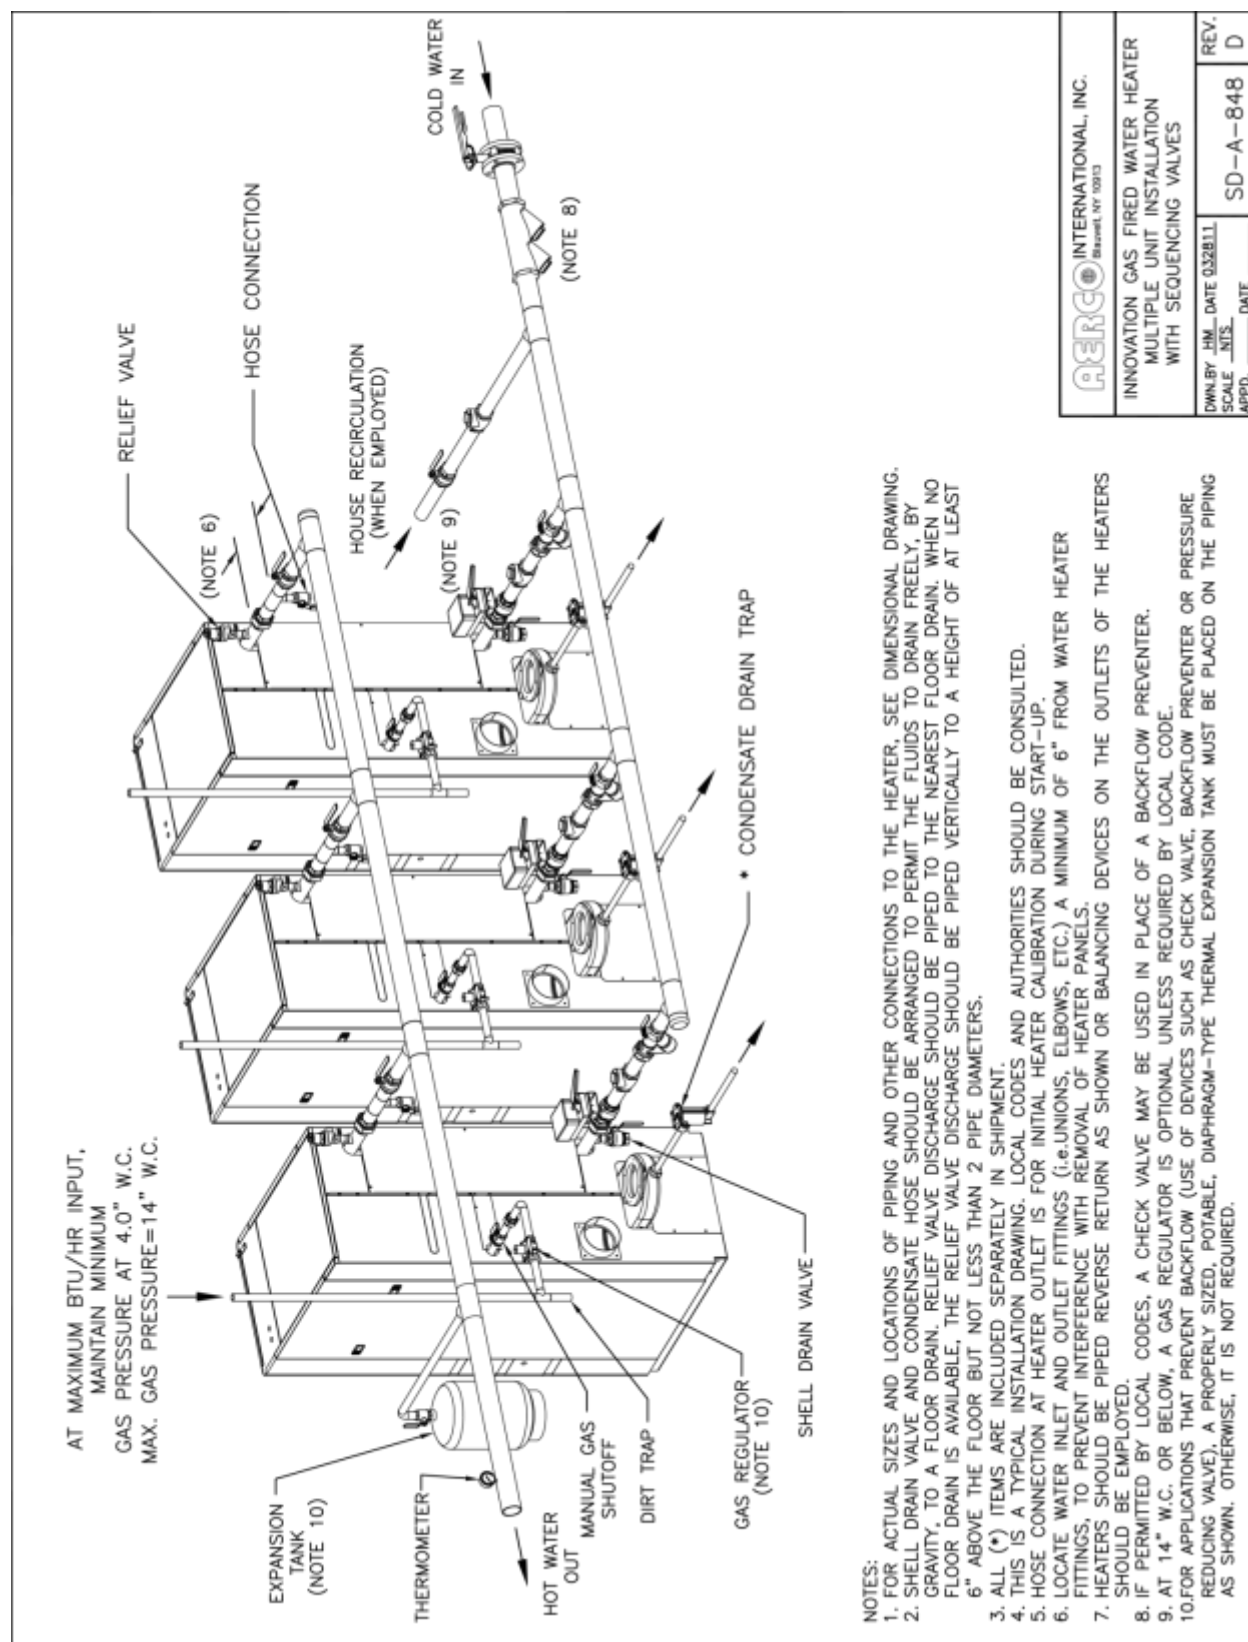 AT MAXIMUM BTU/HR INPUT,
MAINTAIN MINIMUM
GAS PRESSURE AT 4.0" W.C.
MAX. GAS PRESSURE=14" W.C.
EXPANSION
TANK
(NOTE 10)
THERMOMETER
HOT WATER
OUT
MANUAL GAS
SHUTOFF
DIRT TRAP
GAS REGULATOR
(NOTE 10)
SHELL DRAIN VALVE
* CONDENSATE DRAIN TRAP
RELIEF VALVE
(NOTE 6)
HOSE CONNECTION
HOUSE RECIRCULATION
(WHEN EMPLOYED)
(NOTE 9)
COLD WATER
IN
(NOTE 8)
NOTES:
1. FOR ACTUAL SIZES AND LOCATIONS OF PIPING AND OTHER CONNECTIONS TO THE HEATER, SEE DIMENSIONAL DRAWING.
2. SHELL DRAIN VALVE AND CONDENSATE HOSE SHOULD BE ARRANGED TO PERMIT THE FLUIDS TO DRAIN FREELY, BY
GRAVITY, TO A FLOOR DRAIN. RELIEF VALVE DISCHARGE SHOULD BE PIPED TO THE NEAREST FLOOR DRAIN. WHEN NO
FLOOR DRAIN IS AVAILABLE, THE RELIEF VALVE DISCHARGE SHOULD BE PIPED VERTICALLY TO A HEIGHT OF AT LEAST
6" ABOVE THE FLOOR BUT NOT LESS THAN 2 PIPE DIAMETERS.
3. ALL (*) ITEMS ARE INCLUDED SEPARATELY IN SHIPMENT.
4. THIS IS A TYPICAL INSTALLATION DRAWING. LOCAL CODES AND AUTHORITIES SHOULD BE CONSULTED.
5. HOSE CONNECTION AT HEATER OUTLET IS FOR INITIAL HEATER CALIBRATION DURING START-UP.
6. LOCATE WATER INLET AND OUTLET FITTINGS (i.e.UNIONS, ELBOWS, ETC.) A MINIMUM OF 6" FROM WATER HEATER
FITTINGS, TO PREVENT INTERFERENCE WITH REMOVAL OF HEATER PANELS.
7. HEATERS SHOULD BE PIPED REVERSE RETURN AS SHOWN OR BALANCING DEVICES ON THE OUTLETS OF THE HEATERS
SHOULD BE EMPLOYED.
8. IF PERMITTED BY LOCAL CODES, A CHECK VALVE MAY BE USED IN PLACE OF A BACKFLOW PREVENTER.
9. AT 14" W.C. OR BELOW, A GAS REGULATOR IS OPTIONAL UNLESS REQUIRED BY LOCAL CODE.
10.FOR APPLICATIONS THAT PREVENT BACKFLOW (USE OF DEVICES SUCH AS CHECK VALVE, BACKFLOW PREVENTER OR PRESSURE
REDUCING VALVE), A PROPERLY SIZED, POTABLE, DIAPHRAGM-TYPE THERMAL EXPANSION TANK MUST BE PLACED ON THE PIPING
AS SHOWN. OTHERWISE, IT IS NOT REQUIRED.
AERCO INTERNATIONAL, INC.
Blauvelt, NY 10913
INNOVATION GAS FIRED WATER HEATER
MULTIPLE UNIT INSTALLATION
WITH SEQUENCING VALVES
DWN.BY HM DATE 032811
SCALE NTS
APPD. DATE
SD-A-848
REV.
D